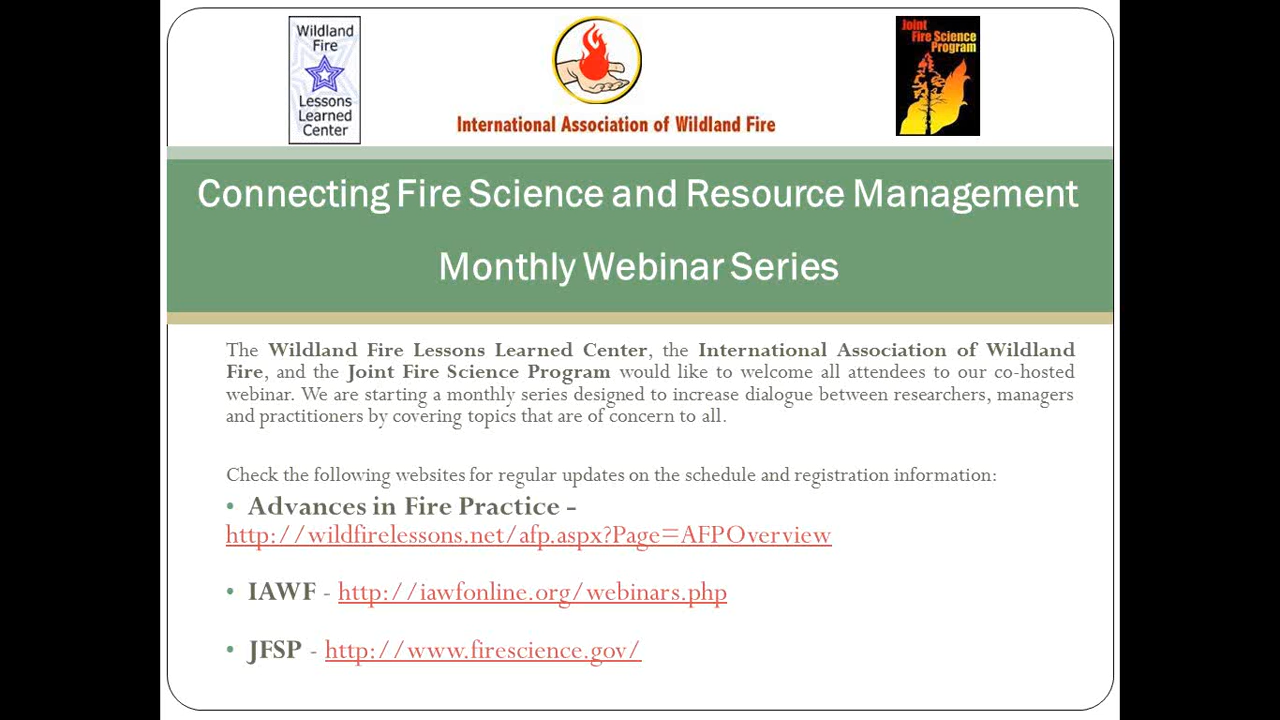 Wildland
Fire
Lessons
Learned
Center
International Association of Wildland Fire
Joint
Fire Science
Program
Connecting Fire Science and Resource Management
Monthly Webinar Series
The Wildland Fire Lessons Learned Center, the International Association of Wildland
Fire, and the Joint Fire Science Program would like to welcome all attendees to our co-hosted
webinar. We are starting a monthly series designed to increase dialogue between researchers, managers
and practitioners by covering topics that are of concern to all.
Check the following websites for regular updates on the schedule and registration information:
• Advances in Fire Practice -
http://wildfirelessons.net/afp.aspx?Page=AFPOverview
• IAWF - http://iawfonline.org/webinars.php
• JFSP - http://www.firescience.gov/